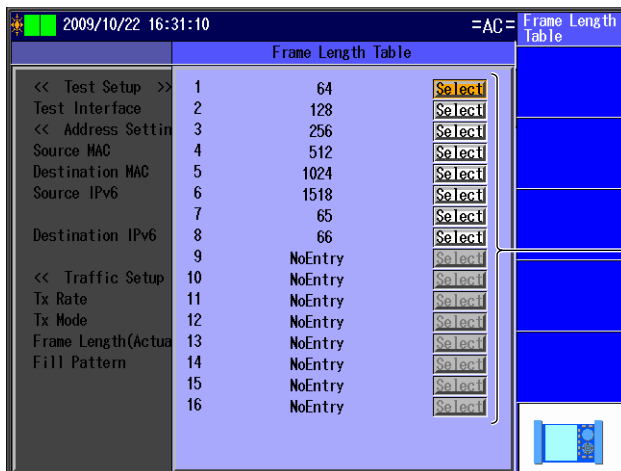 2009/10/22 16:31:10
=AC=
Frame Length
Table
Frame Length Table
<< Test Setup >>
Test Interface
<< Address Settin
Source MAC
Destination MAC
Source IPv6
Destination IPv6
<< Traffic Setup
Tx Rate
Tx Mode
Frame Length(Actua
Fill Pattern
1 64 Select
2 128 Select
3 256 Select
4 512 Select
5 1024 Select
6 1518 Select
7 65 Select
8 66 Select
9 NoEntry Select
10 NoEntry Select
11 NoEntry Select
12 NoEntry Select
13 NoEntry Select
14 NoEntry Select
15 NoEntry Select
16 NoEntry Select